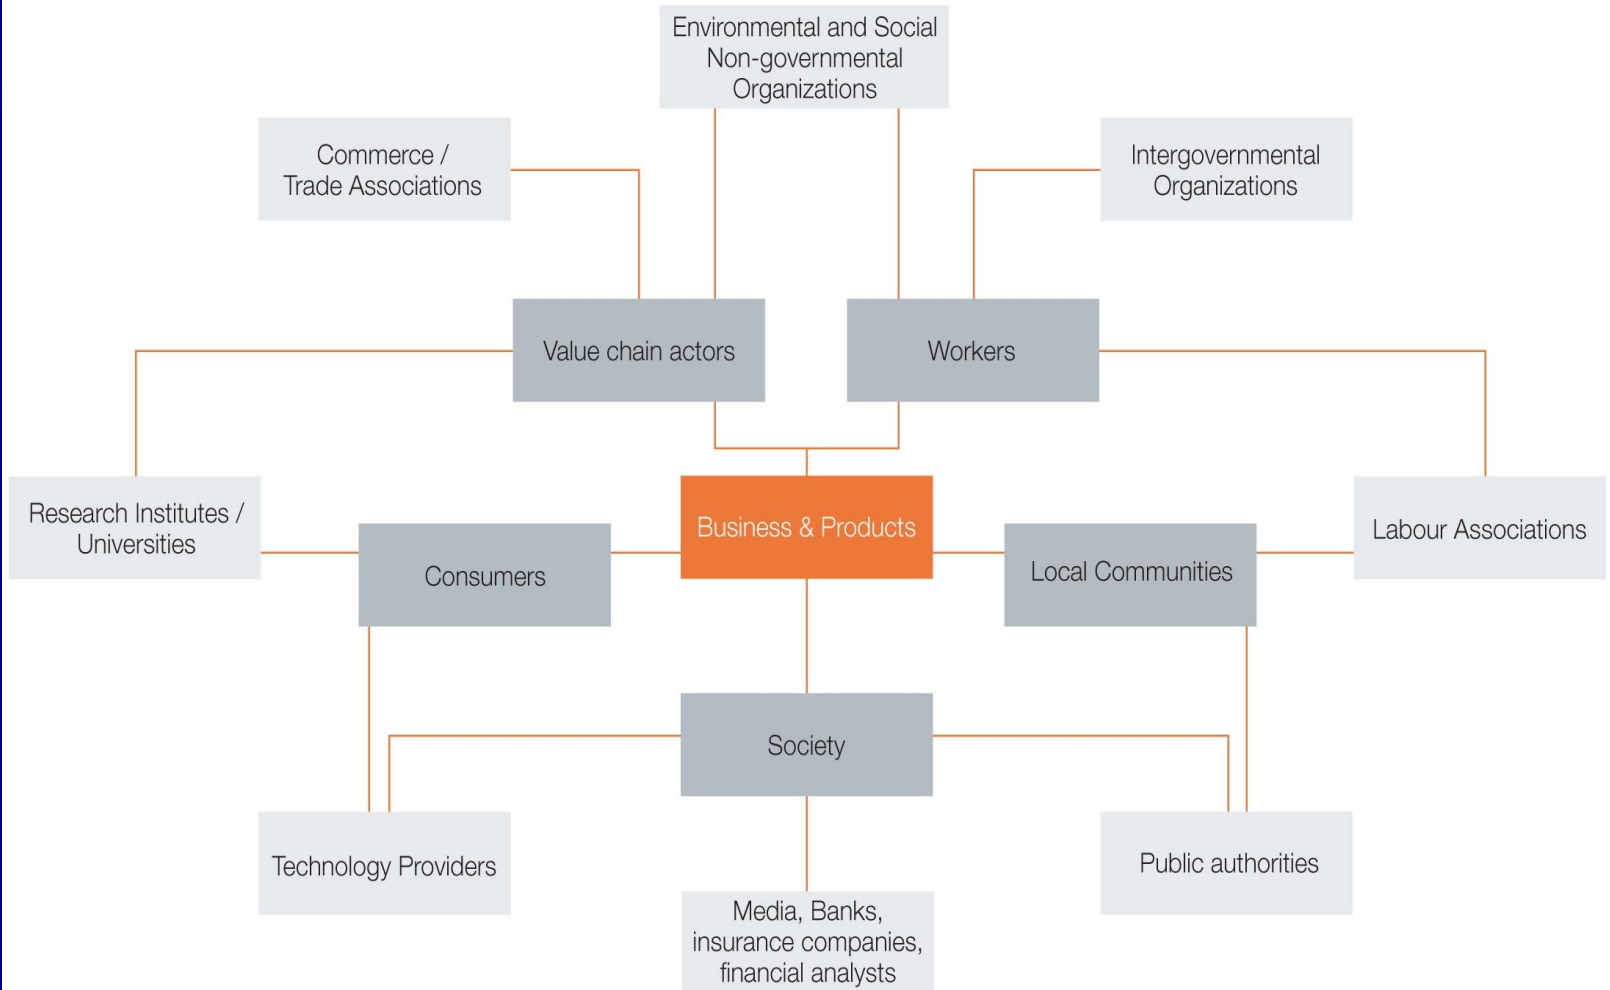 Environmental and Social
Non-governmental
Organizations
Commerce /
Trade Associations
Intergovernmental
Organizations
Value chain actors
Workers
Research Institutes /
Universities
Business & Products
Labour Associations
Consumers
Local Communities
Society
Technology Providers
Public authorities
Media, Banks,
insurance companies,
financial analysts